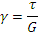 γ = τ/G